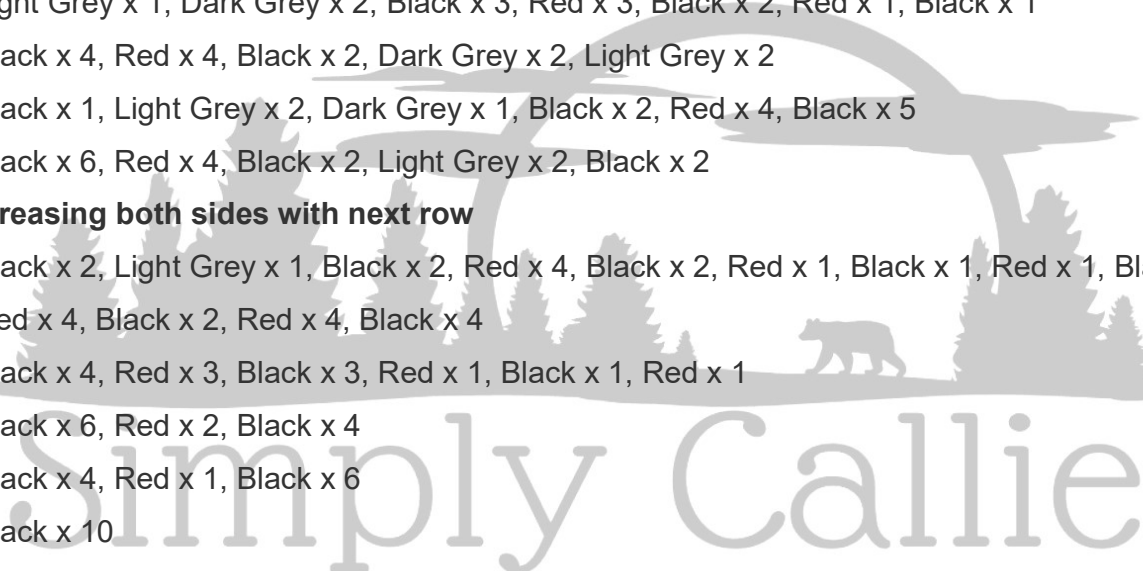 ght Grey x 1, Dark Grey x 2, Black x 3, Red x 3, Black x 2, Red x 1, Black x 1
ack x 4, Red x 4, Black x 2, Dark Grey x 2, Light Grey x 2
ack x 1, Light Grey x 2, Dark Grey x 1, Black x 2, Red x 4, Black x 5
ack x 6, Red x 4, Black x 2, Light Grey x 2, Black x 2
reasing both sides with next row
ack x 2, Light Grey x 1, Black x 2, Red x 4, Black x 2, Red x 1, Black x 1, Red x 1, Bla
ed x 4, Black x 2, Red x 4, Black x 4
ack x 4, Red x 3, Black x 3, Red x 1, Black x 1, Red x 1
ack x 6, Red x 2, Black x 4
ack x 4, Red x 1, Black x 6
ack x 10
Simply Callie